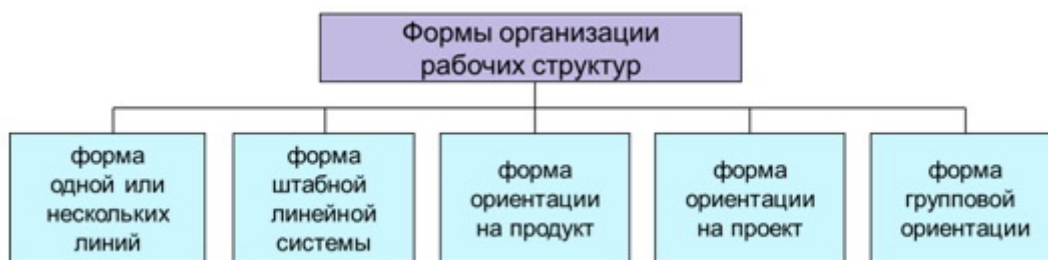 Формы организации
рабочих структур
форма
одной или
нескольких
линий
форма
штабной
линейной
системы
форма
ориентации
на продукт
форма
ориентации
на проект
форма
групповой
ориентации